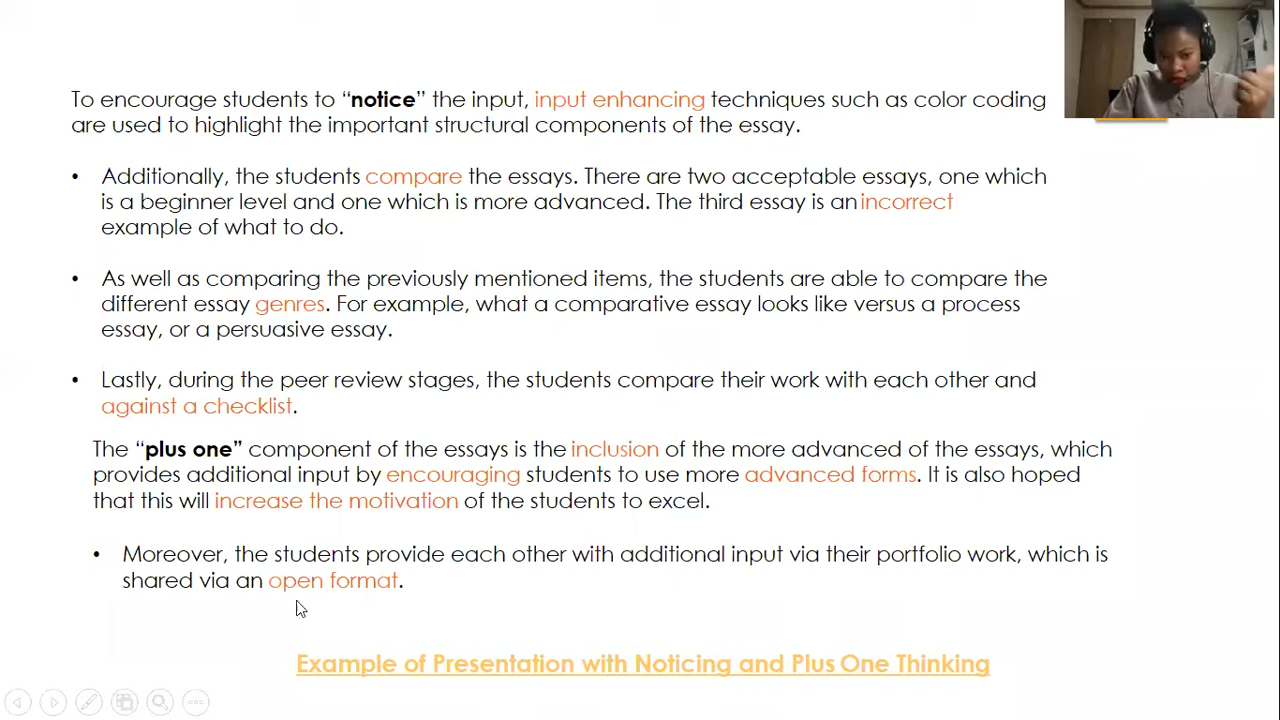 To encourage students to “notice” the input, input enhancing techniques such as color coding
are used to highlight the important structural components of the essay.
• Additionally, the students compare the essays. There are two acceptable essays, one which
is a beginner level and one which is more advanced. The third essay is an incorrect
example of what to do.
• As well as comparing the previously mentioned items, the students are able to compare the
different essay genres. For example, what a comparative essay looks like versus a process
essay, or a persuasive essay.
• Lastly, during the peer review stages, the students compare their work with each other and
against a checklist.
The “plus one” component of the essays is the inclusion of the more advanced of the essays, which
provides additional input by encouraging students to use more advanced forms. It is also hoped
that this will increase the motivation of the students to excel.
• Moreover, the students provide each other with additional input via their portfolio work, which is
shared via an open format.
Example of Presentation with Noticing and Plus One Thinking